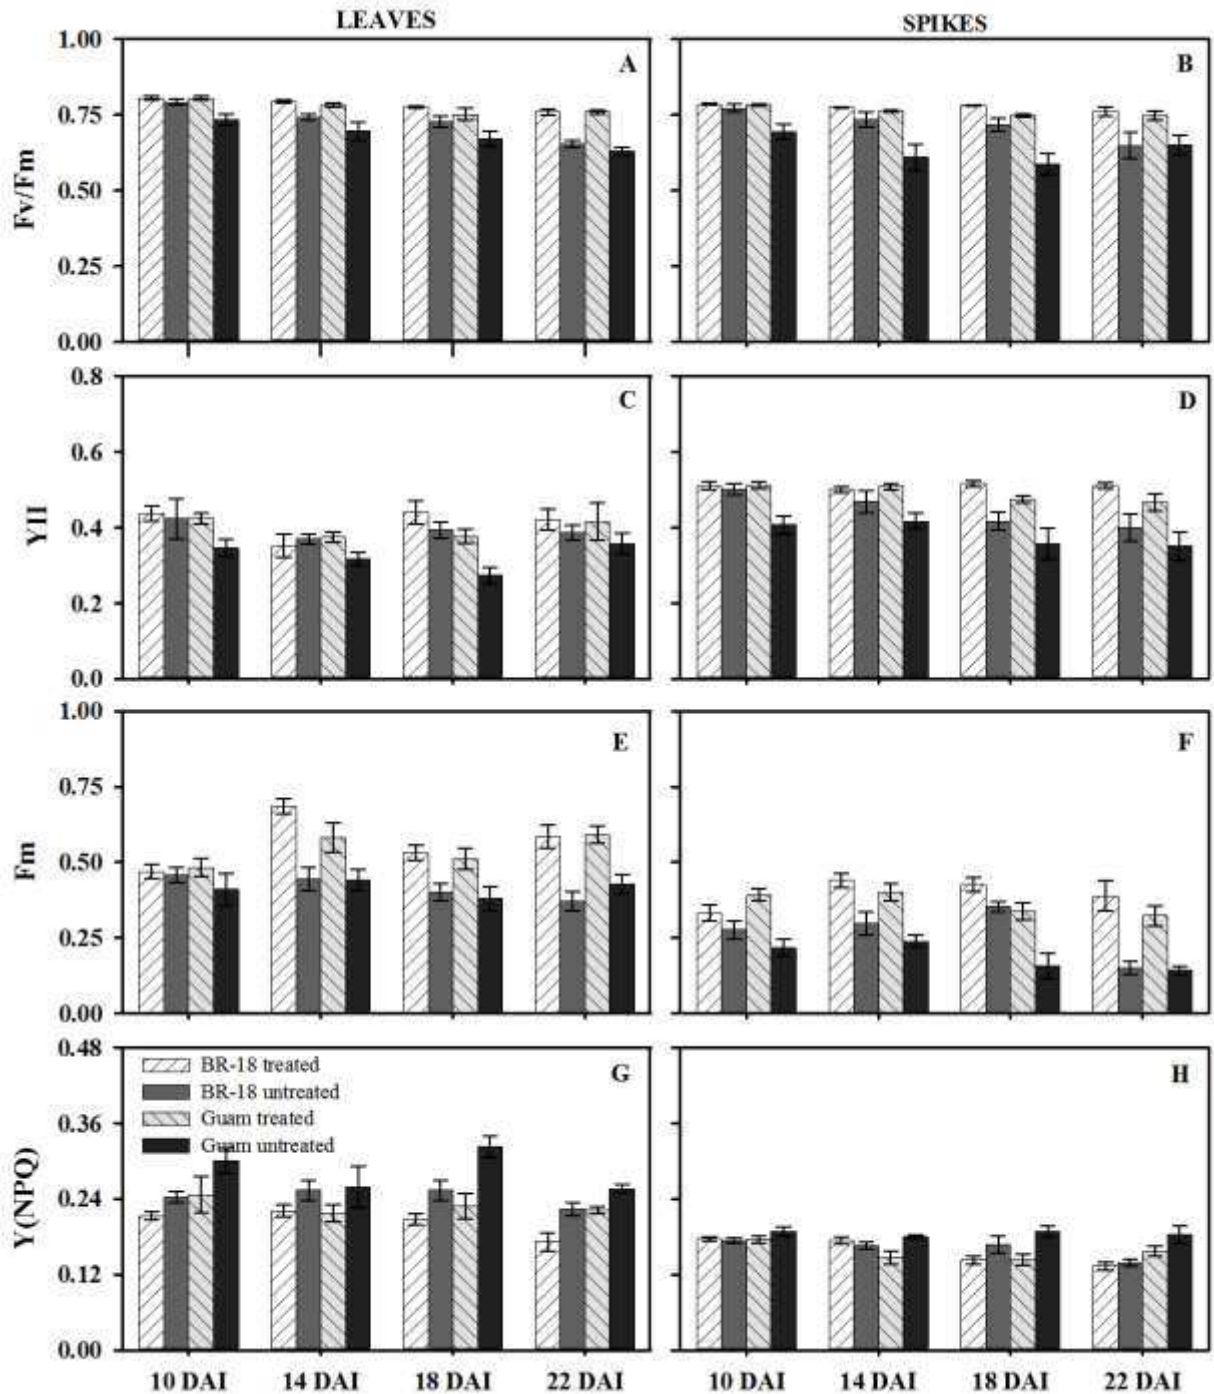 LEAVES
SPIKES
1.00
A
B
0.75
Fv/Fm
0.50
0.25
0.00
0.8
C
D
0.6
YII
0.4
0.2
0.0
1.00
E
F
0.75
Fm
0.50
0.25
0.00
0.48
G
H
BR-18 treated
BR-18 untreated
Guam treated
Guam untreated
0.36
Y(NPQ)
0.24
0.12
0.00
10 DAI 14 DAI 18 DAI 22 DAI
10 DAI 14 DAI 18 DAI 22 DAI